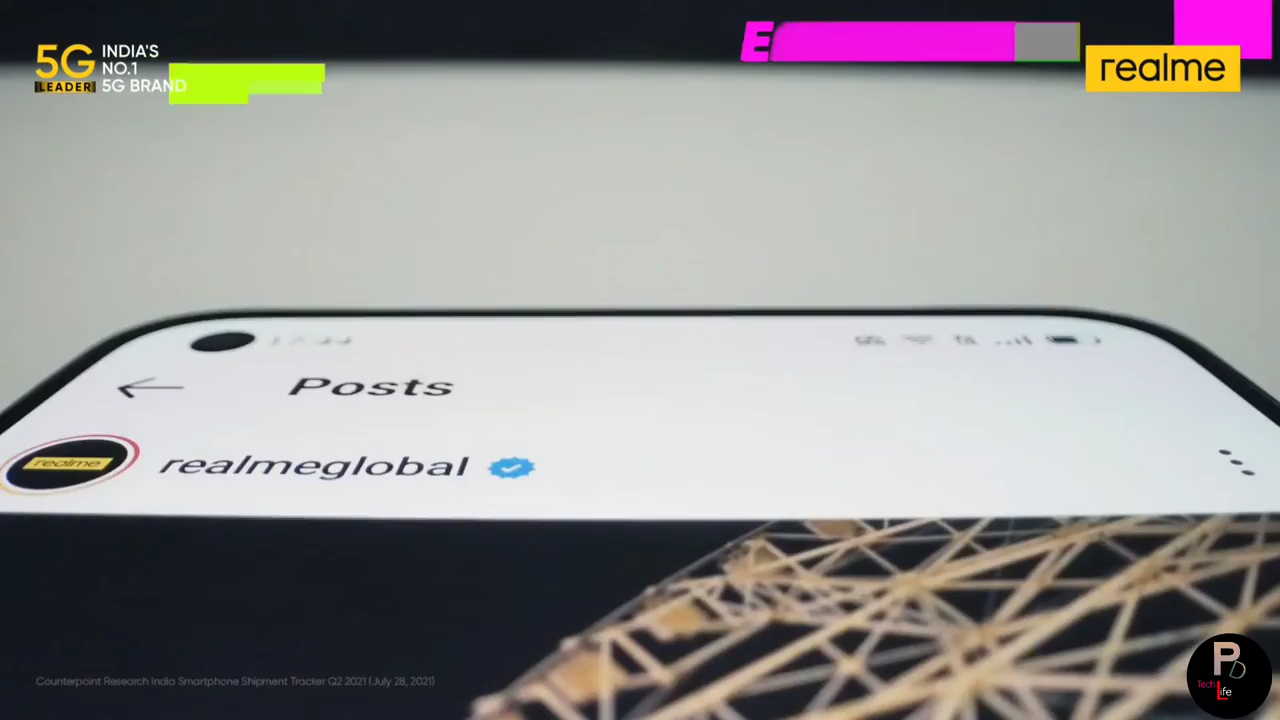 5G
LEADER
INDIA'S
NO.1
5G BRAND
E
realme
Posts
realme
realmeglobal
Counterpoint Research India Smartphone Shipment Tracker Q2 2021 (July 28, 2021)
PD
Tech
Life